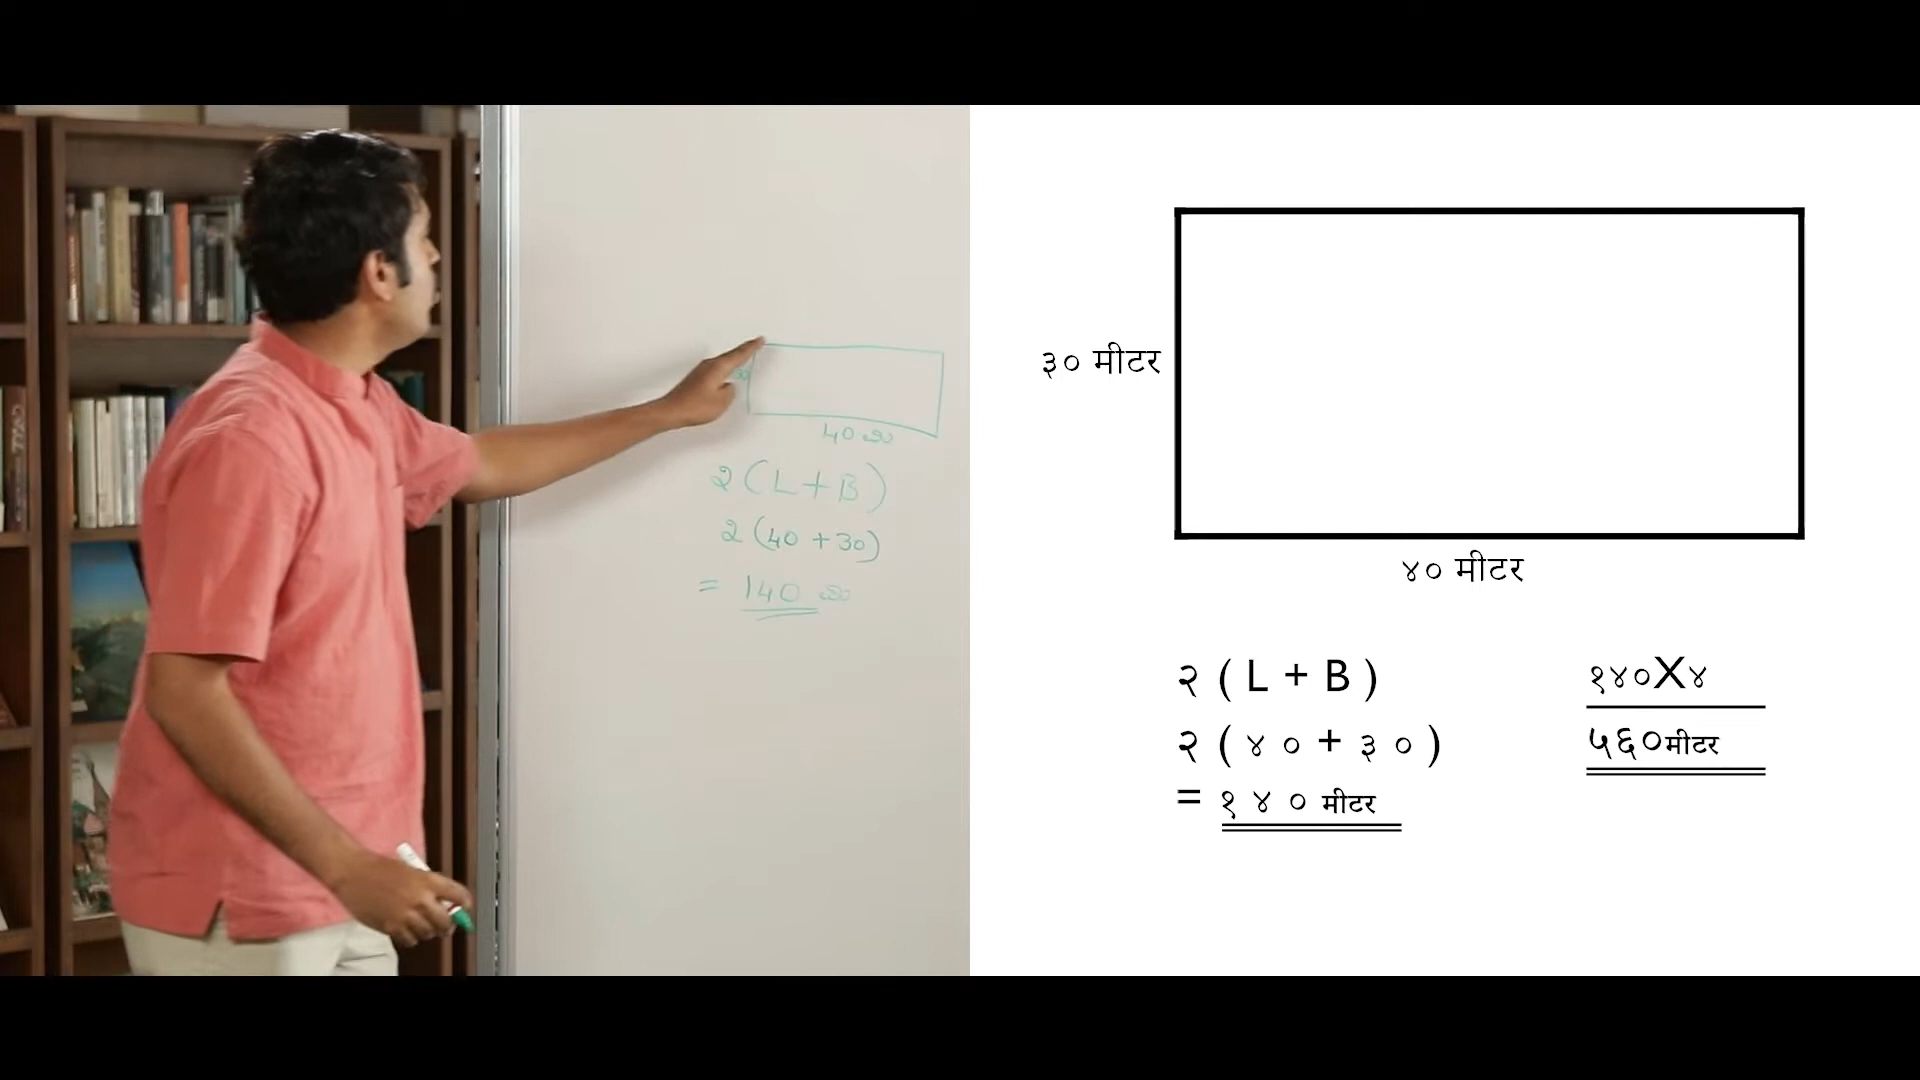 40 ಮೀ
2 (L+B)
2 (40 + 30)
= 140 ಮೀ
३० मीटर
४० मीटर
२ ( L + B )
२ ( ४ ० + ३ ० )
= १ ४ ० मीटर
१४०X४
५६०मीटर